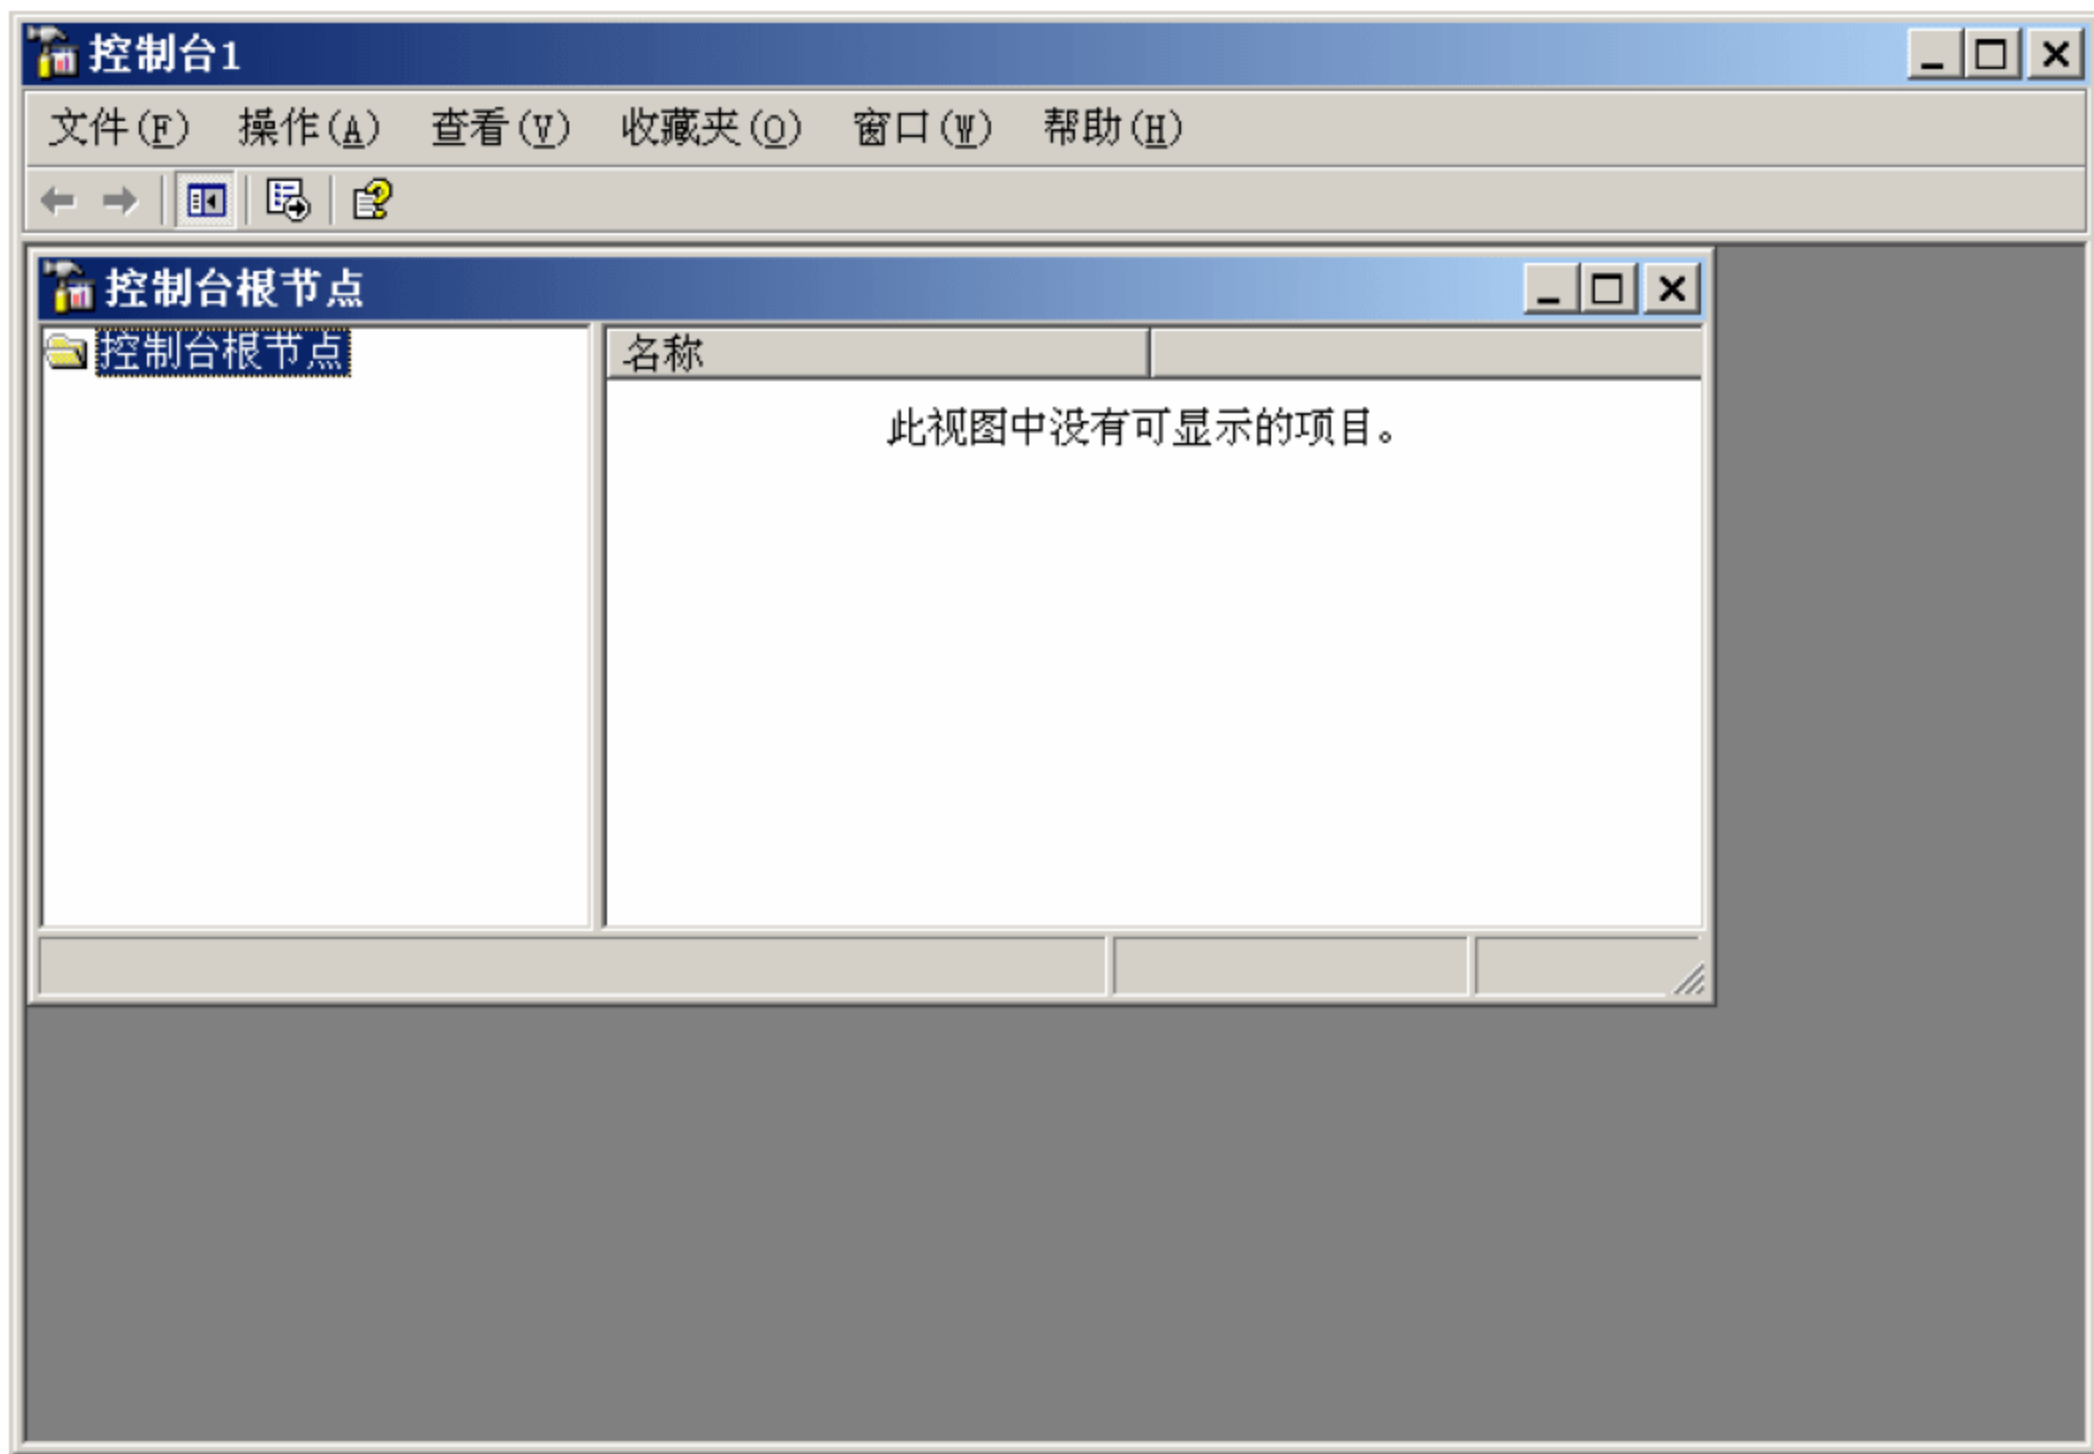 控制台1
文件(F) 操作(A) 查看(V) 收藏夹(O) 窗口(W) 帮助(H)
控制台根节点
控制台根节点 名称
此视图中没有可显示的项目。